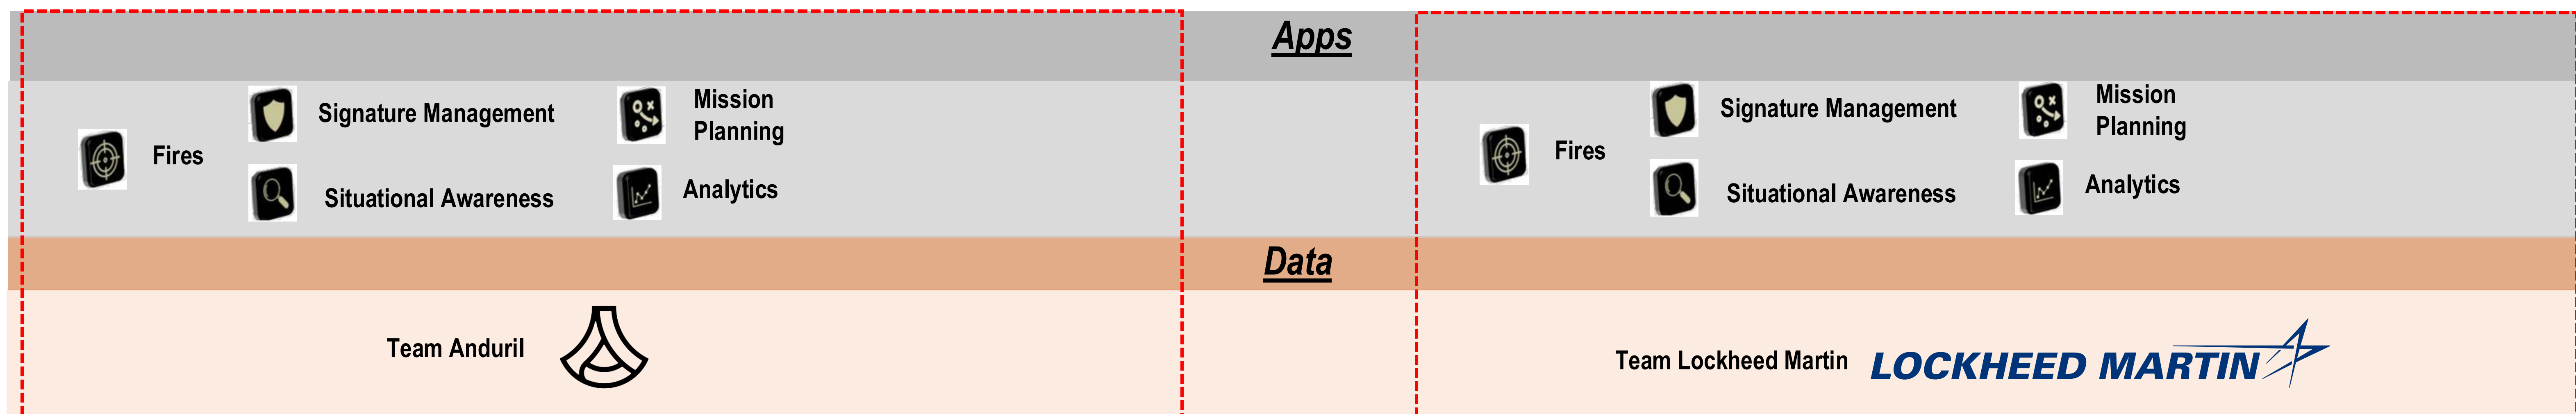 Apps
Signature Management
Mission
Planning
Fires
Situational Awareness
Analytics
Signature Management
Mission
Planning
Fires
Situational Awareness
Analytics
Data
Team Anduril
Team Lockheed Martin
LOCKHEED MARTIN